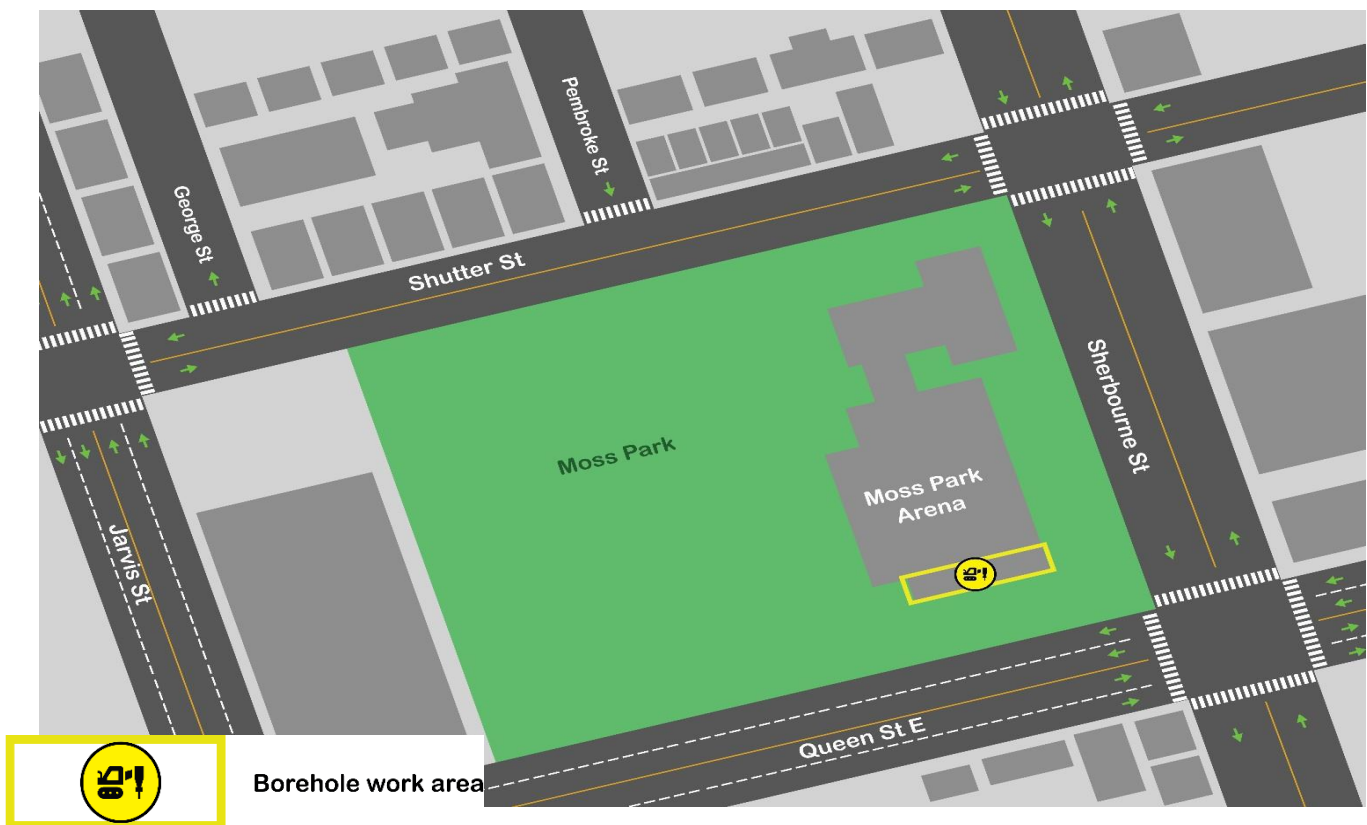 Pembroke St
George St
Shutter St
Sherbourne St
Moss Park
Moss Park
Arena
Jarvis St
Queen St E
Borehole work area